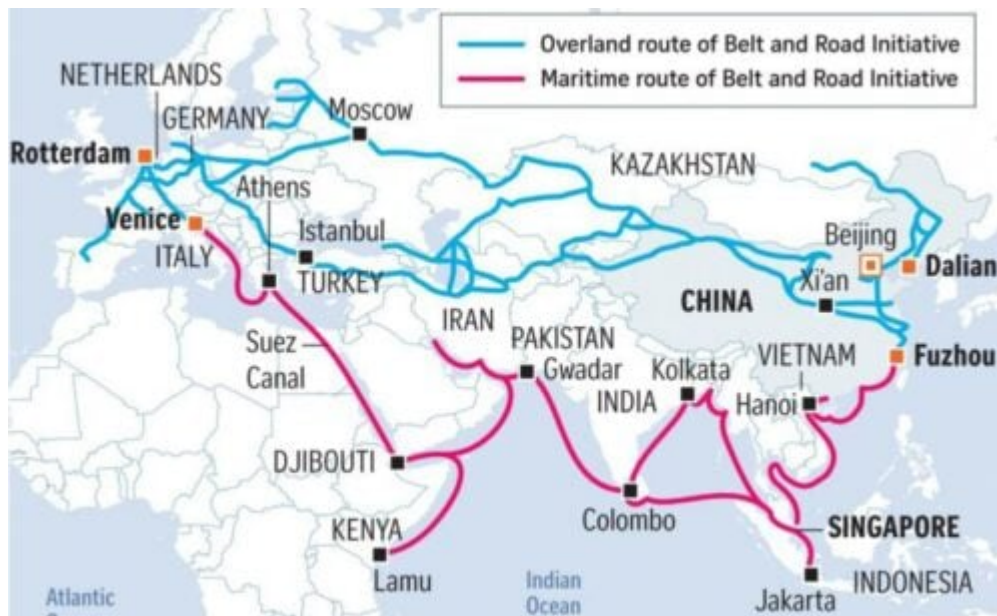 Overland route of Belt and Road Initiative
Maritime route of Belt and Road Initiative
NETHERLANDS
GERMANY
Moscow
Rotterdam
KAZAKHSTAN
Athens
Venice
Istanbul
Beijing
ITALY
TURKEY
Xi'an
Dalian
CHINA
IRAN
Suez
Canal
PAKISTAN
Gwadar
Kolkata
VIETNAM
Fuzhou
INDIA
Hanoi
DJIBOUTI
Colombo
SINGAPORE
KENYA
Lamu
Jakarta
INDONESIA
Atlantic
Indian
Ocean